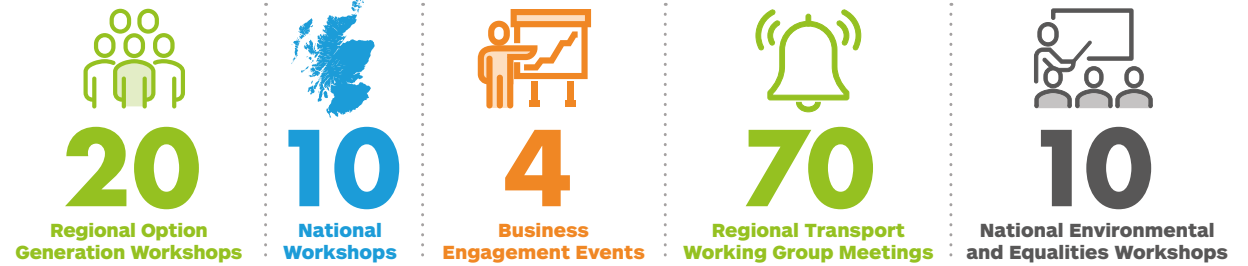 20
Regional Option
Generation Workshops
10
National
Workshops
4
Business
Engagement Events
70
Regional Transport
Working Group Meetings
10
National Environmental
and Equalities Workshops